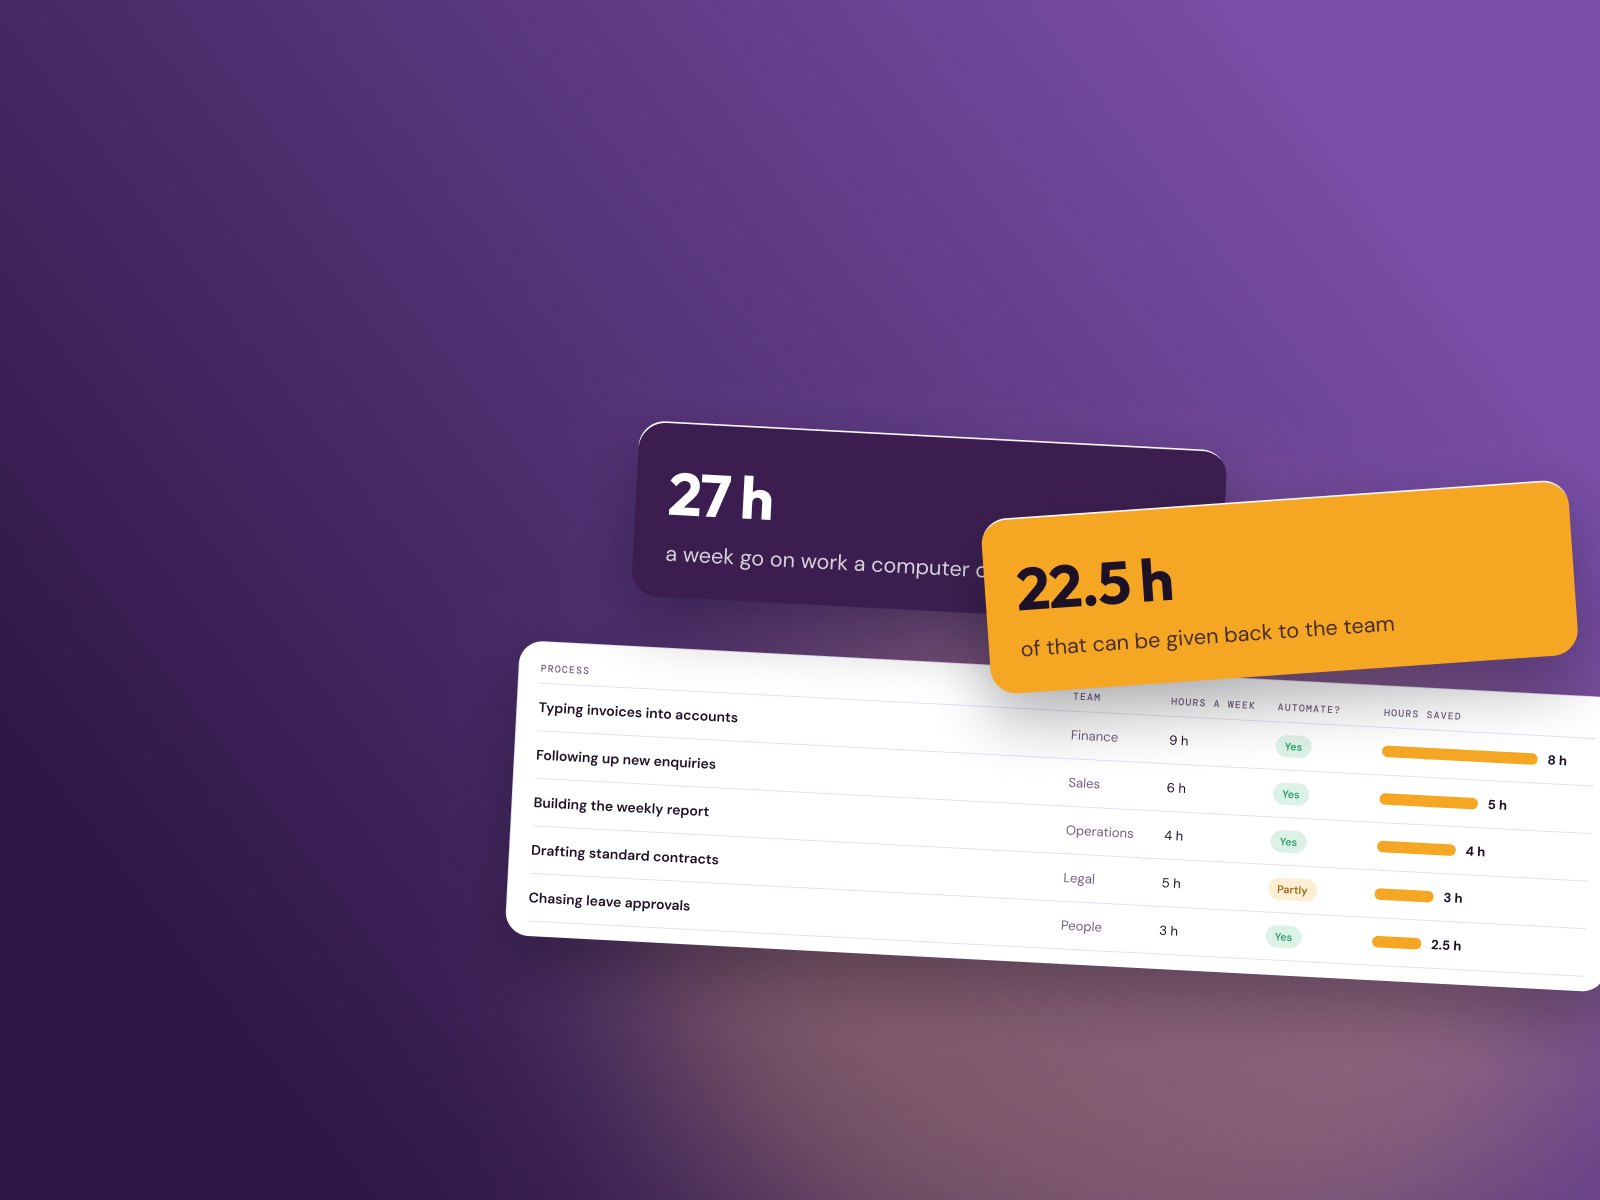 27 h
a week go on work a computer
22.5 h
of that can be given back to the team
PROCESS TEAM HOURS A WEEK AUTOMATE? HOURS SAVED
Typing invoices into accounts Finance 9 h Yes 8 h
Following up new enquiries Sales 6 h Yes 5 h
Building the weekly report Operations 4 h Yes 4 h
Drafting standard contracts Legal 5 h Partly 3 h
Chasing leave approvals People 3 h Yes 2.5 h